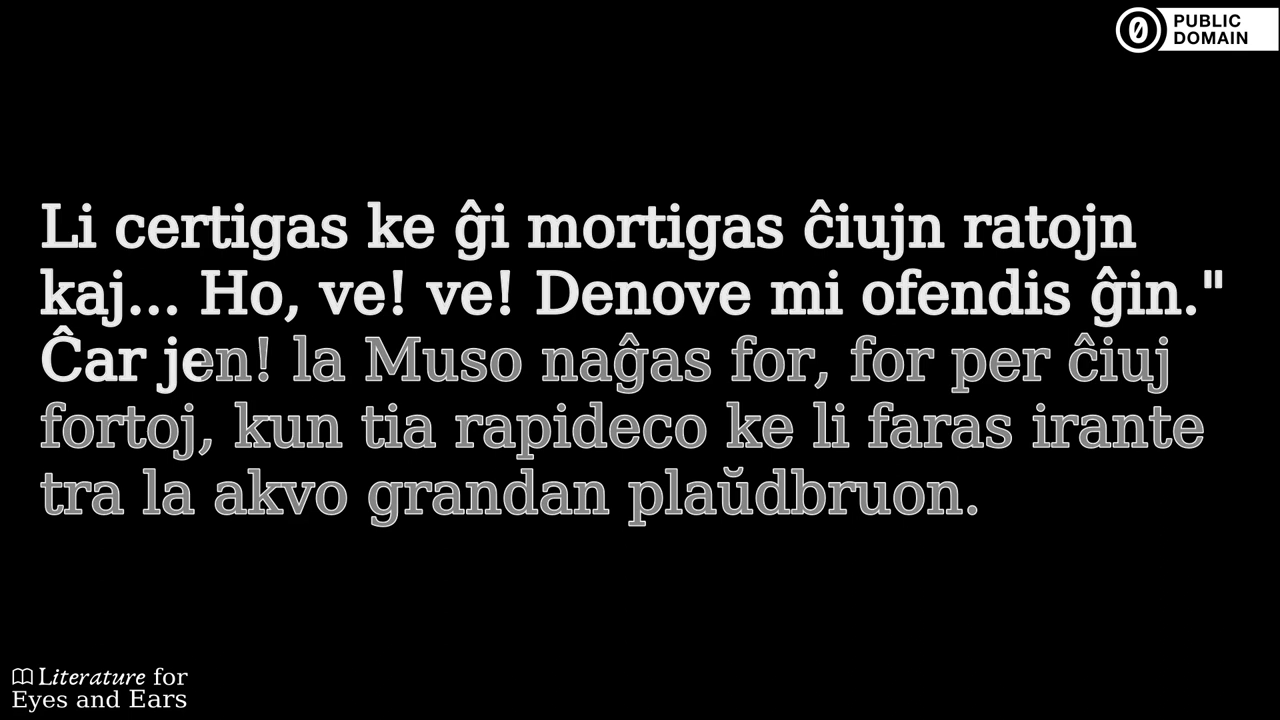 PUBLIC
DOMAIN
Li certigas ke ĝi mortigas ĉiujn ratojn
kaj... Ho, ve! ve! Denove mi ofendis ĝin."
Ĉar jen! la Muso naĝas for, for per ĉiuj
fortoj, kun tia rapideco ke li faras irante
tra la akvo grandan plaŭdbruon.
Literature for
Eyes and Ears